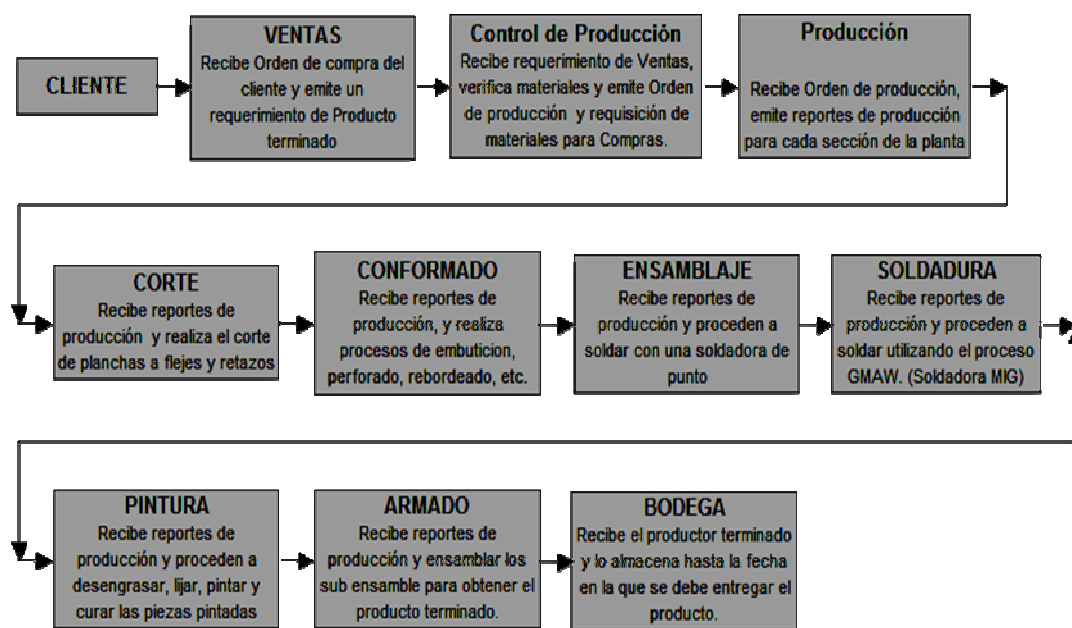 CLIENTE
VENTAS
Recibe Orden de compra del
cliente y emite un
requerimiento de Producto
terminado
Control de Producción
Recibe requerimiento de Ventas,
verifica materiales y emite Orden
de producción y requisición de
materiales para Compras.
Producción
Recibe Orden de producción,
emite reportes de producción
para cada sección de la planta
CORTE
Recibe reportes de
producción y realiza el corte
de planchas a flejes y retazos
CONFORMADO
Recibe reportes de
producción, y realiza
procesos de embuticion,
perforado, rebordeado, etc.
ENSAMBLAJE
Recibe reportes de
producción y proceden a
soldar con una soldadora de
punto
SOLDADURA
Recibe reportes de
producción y proceden a
soldar utilizando el proceso
GMAW. (Soldadora MIG)
PINTURA
Recibe reportes de
producción y proceden a
desengrasar, lijar, pintar y
curar las piezas pintadas
ARMADO
Recibe reportes de
producción y ensamblar los
sub ensamble para obtener el
producto terminado.
BODEGA
Recibe el productor terminado
y lo almacena hasta la fecha
en la que se debe entregar el
producto.